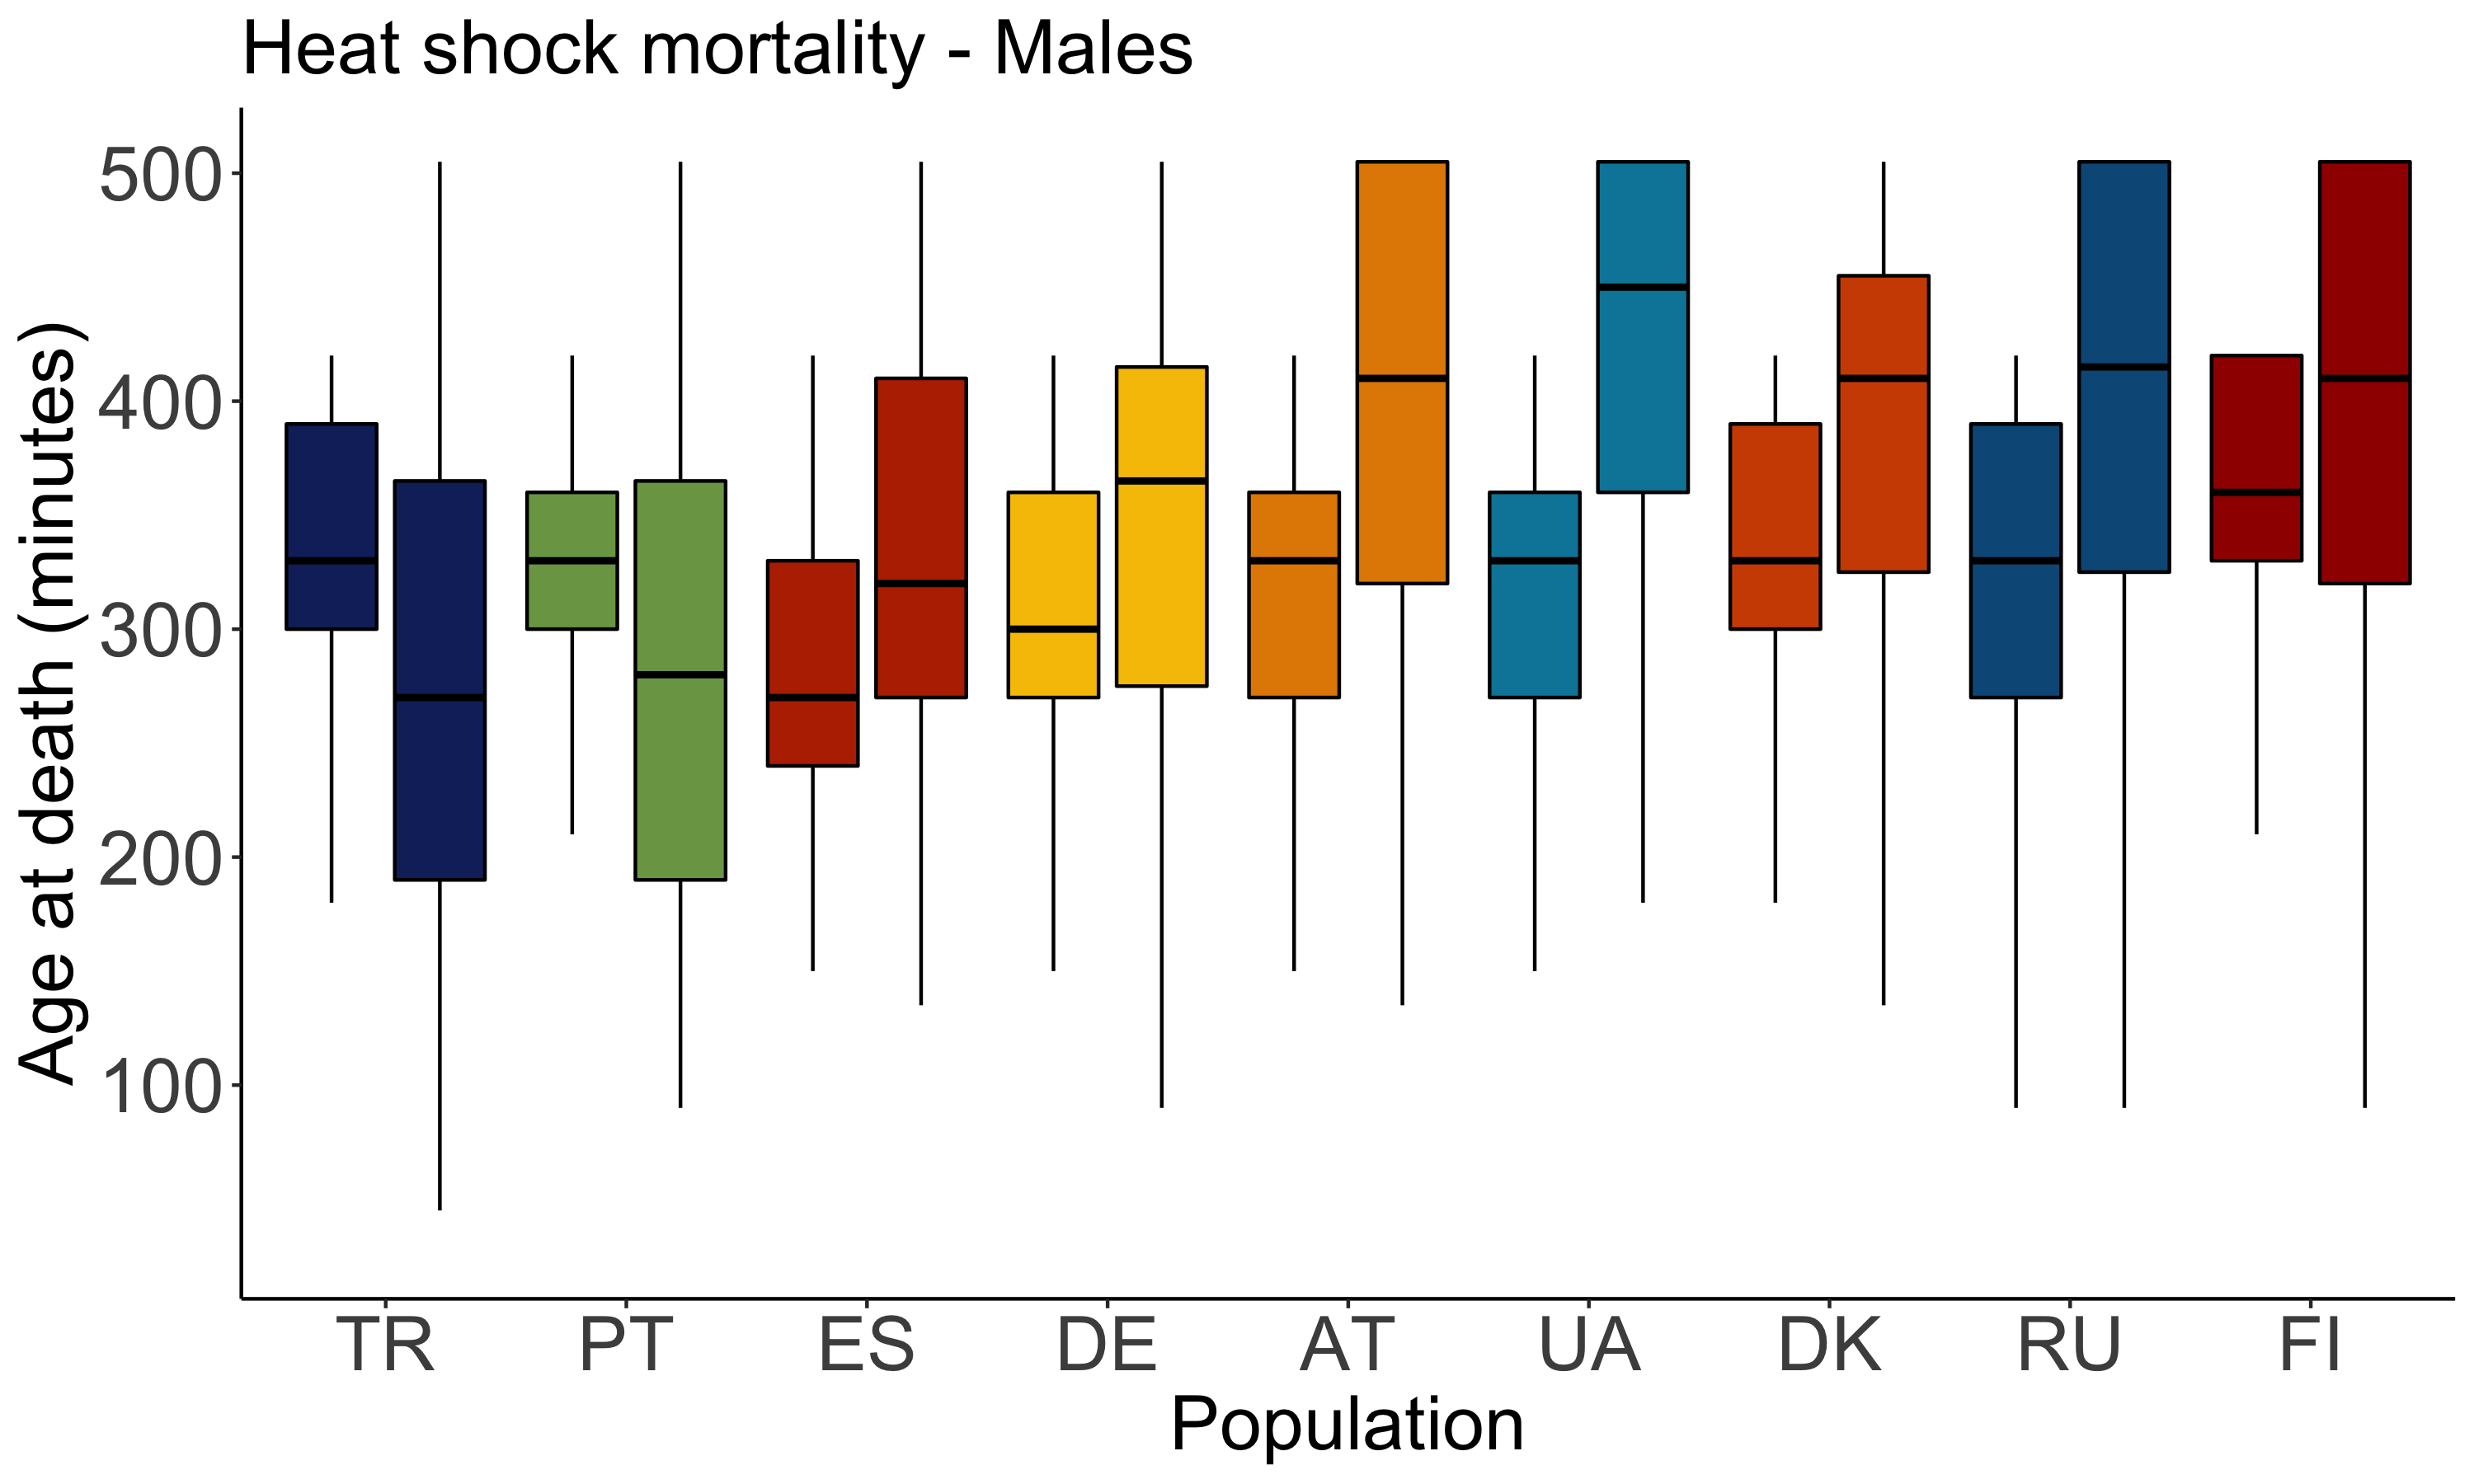 Heat shock mortality - Males
Age at death (minutes)
500
400
300
200
100
TR PT ES DE AT UA DK RU FI
Population